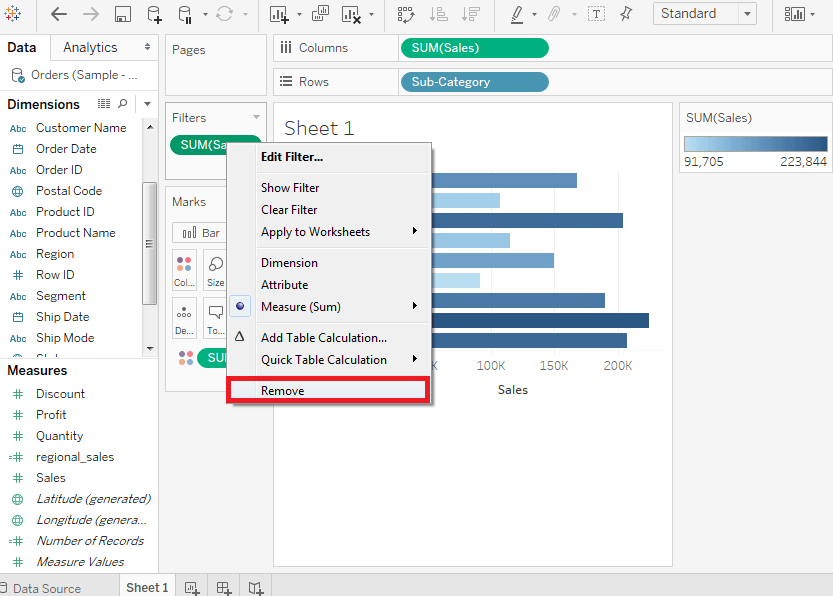 Standard
Data
Analytics
Pages
Columns
SUM(Sales)
Orders (Sample - ...
Rows
Sub-Category
Dimensions
Abc Customer Name
Order Date
Abc Order ID
Postal Code
Abc Product ID
Abc Product Name
Abc Region
Row ID
Abc Segment
Ship Date
Abc Ship Mode
Measures
Discount
Profit
Quantity
regional_sales
Sales
Latitude (generated)
Longitude (genera...
Number of Records
Measure Values
Filters
SUM(Sa
Marks
Bar
Col...
Size
De...
To...
SU
Edit Filter...
Show Filter
Clear Filter
Apply to Worksheets
Dimension
Attribute
Measure (Sum)
Add Table Calculation...
Quick Table Calculation
Remove
Sheet 1
K 100K 150K 200K
Sales
SUM(Sales)
91,705 223,844
Data Source
Sheet 1